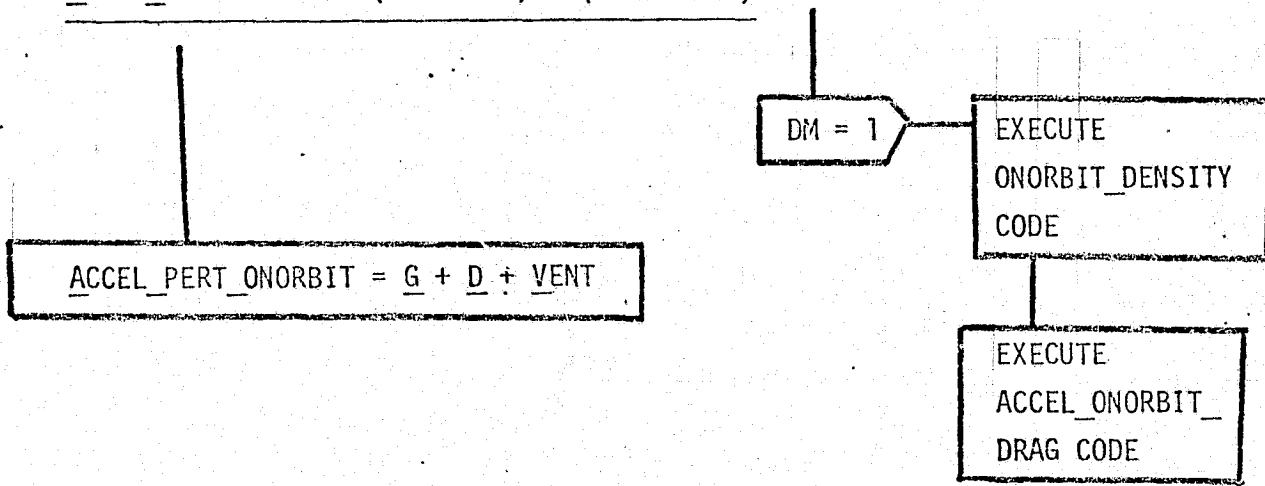 DM = 1
EXECUTE
ONORBIT_DENSITY
CODE
ACCEL_PERT_ONORBIT = G + D + VENT
EXECUTE
ACCEL_ONORBIT_
DRAG CODE